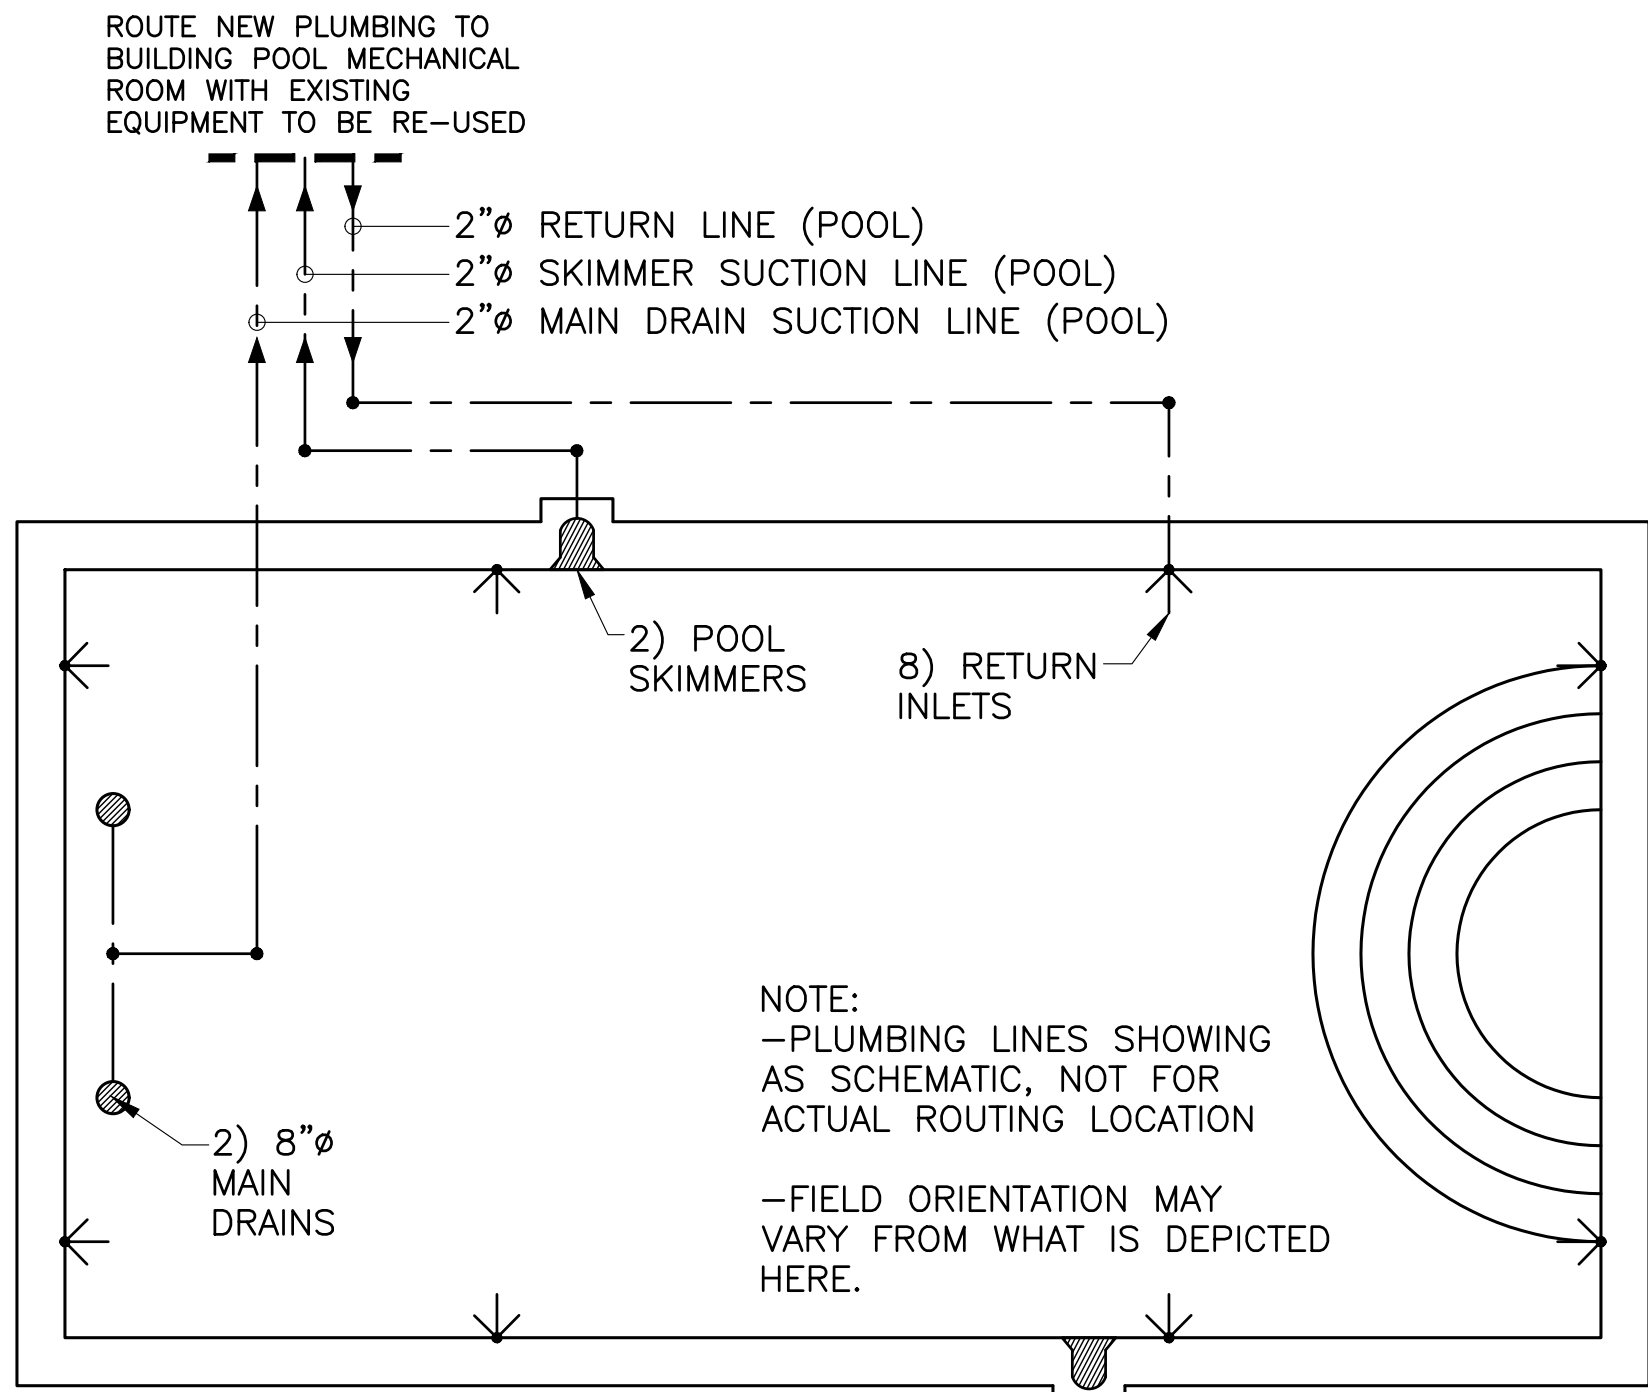 ROUTE NEW PLUMBING TO
BUILDING POOL MECHANICAL
ROOM WITH EXISTING
EQUIPMENT TO BE RE-USED
2"ø RETURN LINE (POOL)
2"ø SKIMMER SUCTION LINE (POOL)
2"ø MAIN DRAIN SUCTION LINE (POOL)
2) POOL
SKIMMERS
8) RETURN
INLETS
NOTE:
-PLUMBING LINES SHOWING
AS SCHEMATIC, NOT FOR
ACTUAL ROUTING LOCATION
-FIELD ORIENTATION MAY
VARY FROM WHAT IS DEPICTED
HERE.
2) 8"ø
MAIN
DRAINS